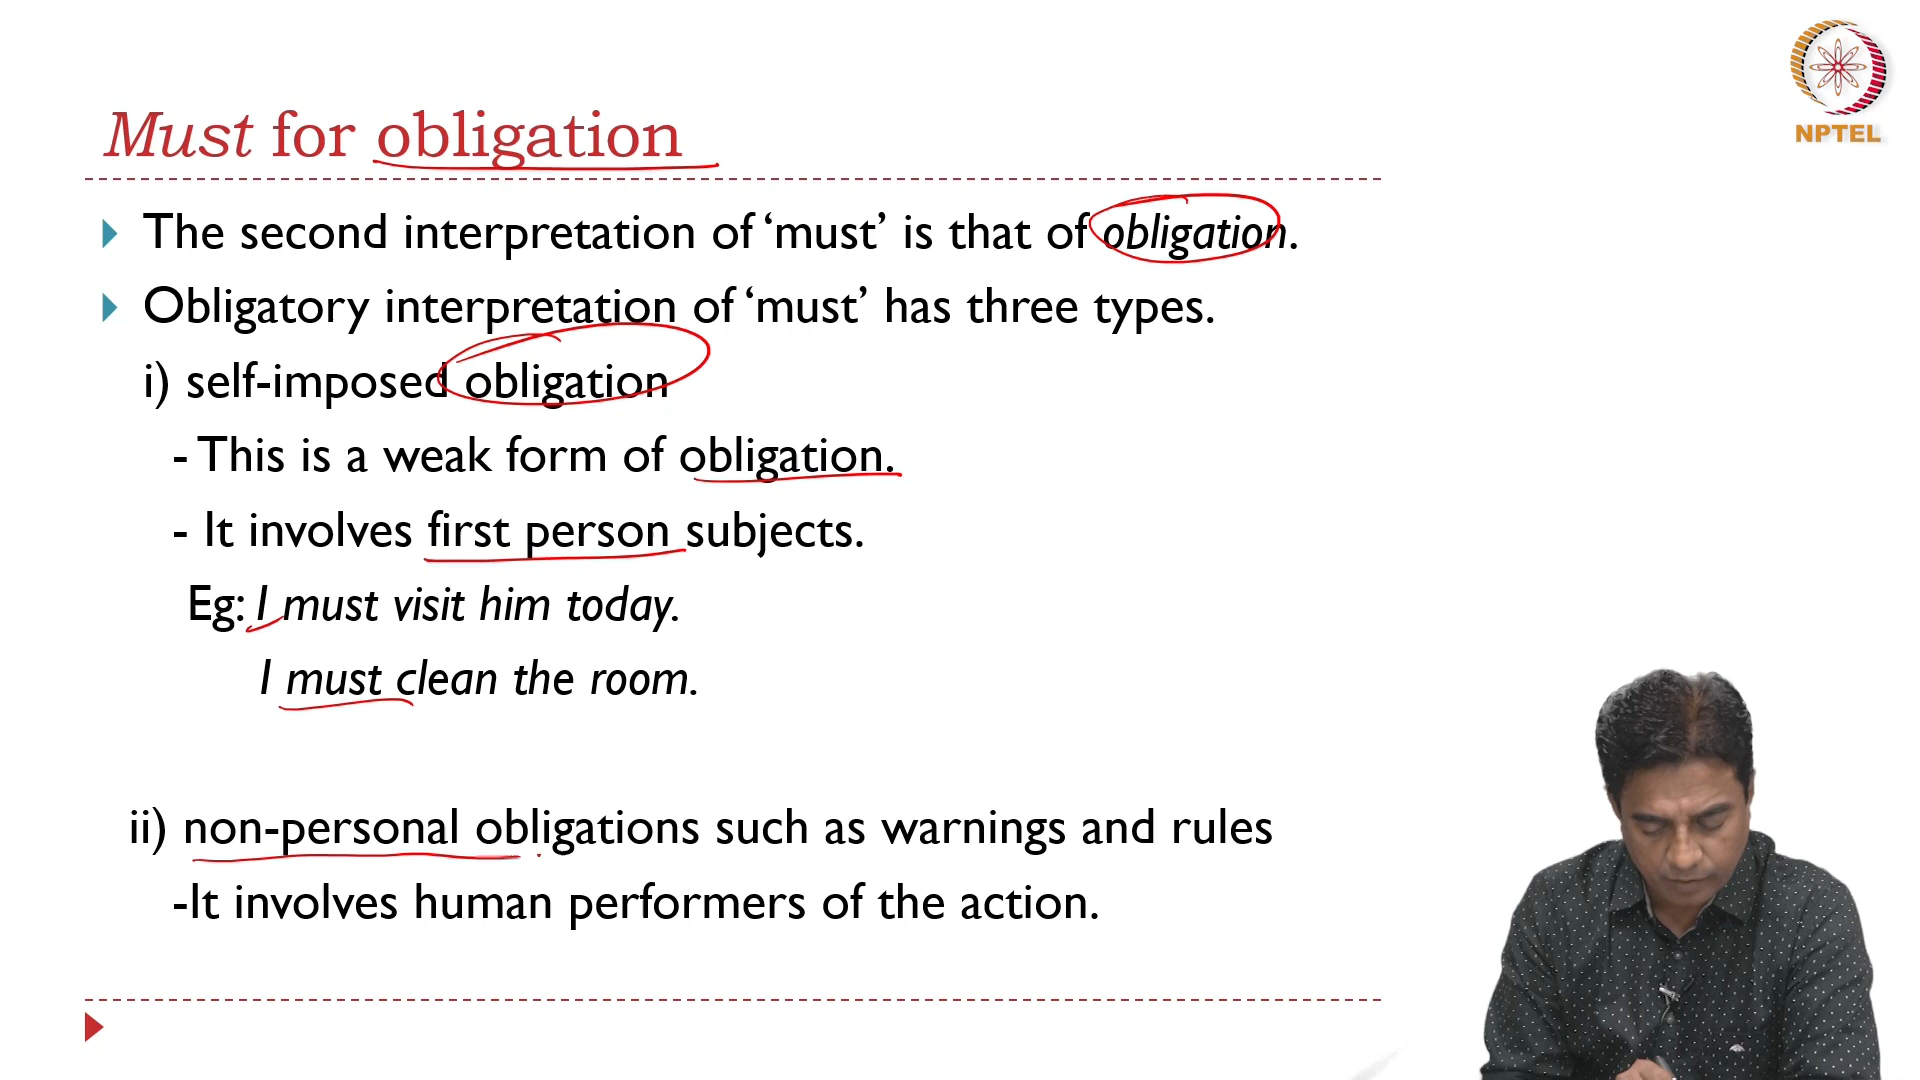 Must for obligation
NPTEL
The second interpretation of ‘must’ is that of obligation.
Obligatory interpretation of ‘must’ has three types.
i) self-imposed obligation
- This is a weak form of obligation.
- It involves first person subjects.
Eg: I must visit him today.
I must clean the room.
ii) non-personal obligations such as warnings and rules
-It involves human performers of the action.